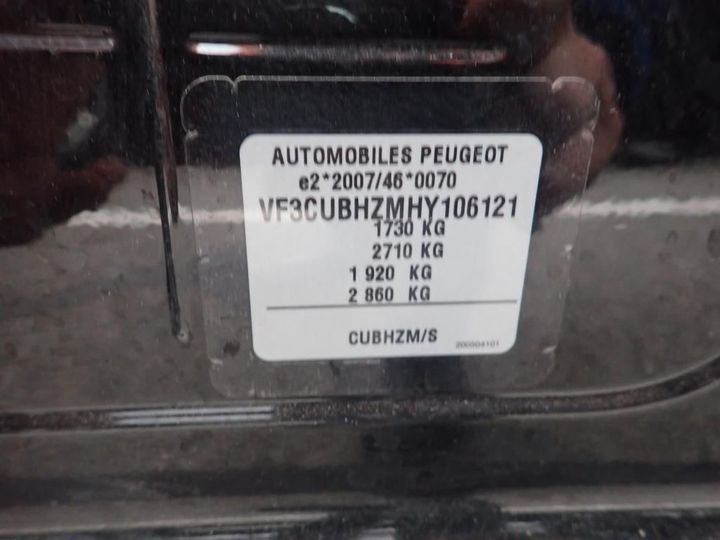 AUTOMOBILES PEUGEOT
e2*2007/46*0070
VF3CUBHZMHY106121
1730 KG
2710 KG
1 920 KG
2 860 KG
CUBHZM/S